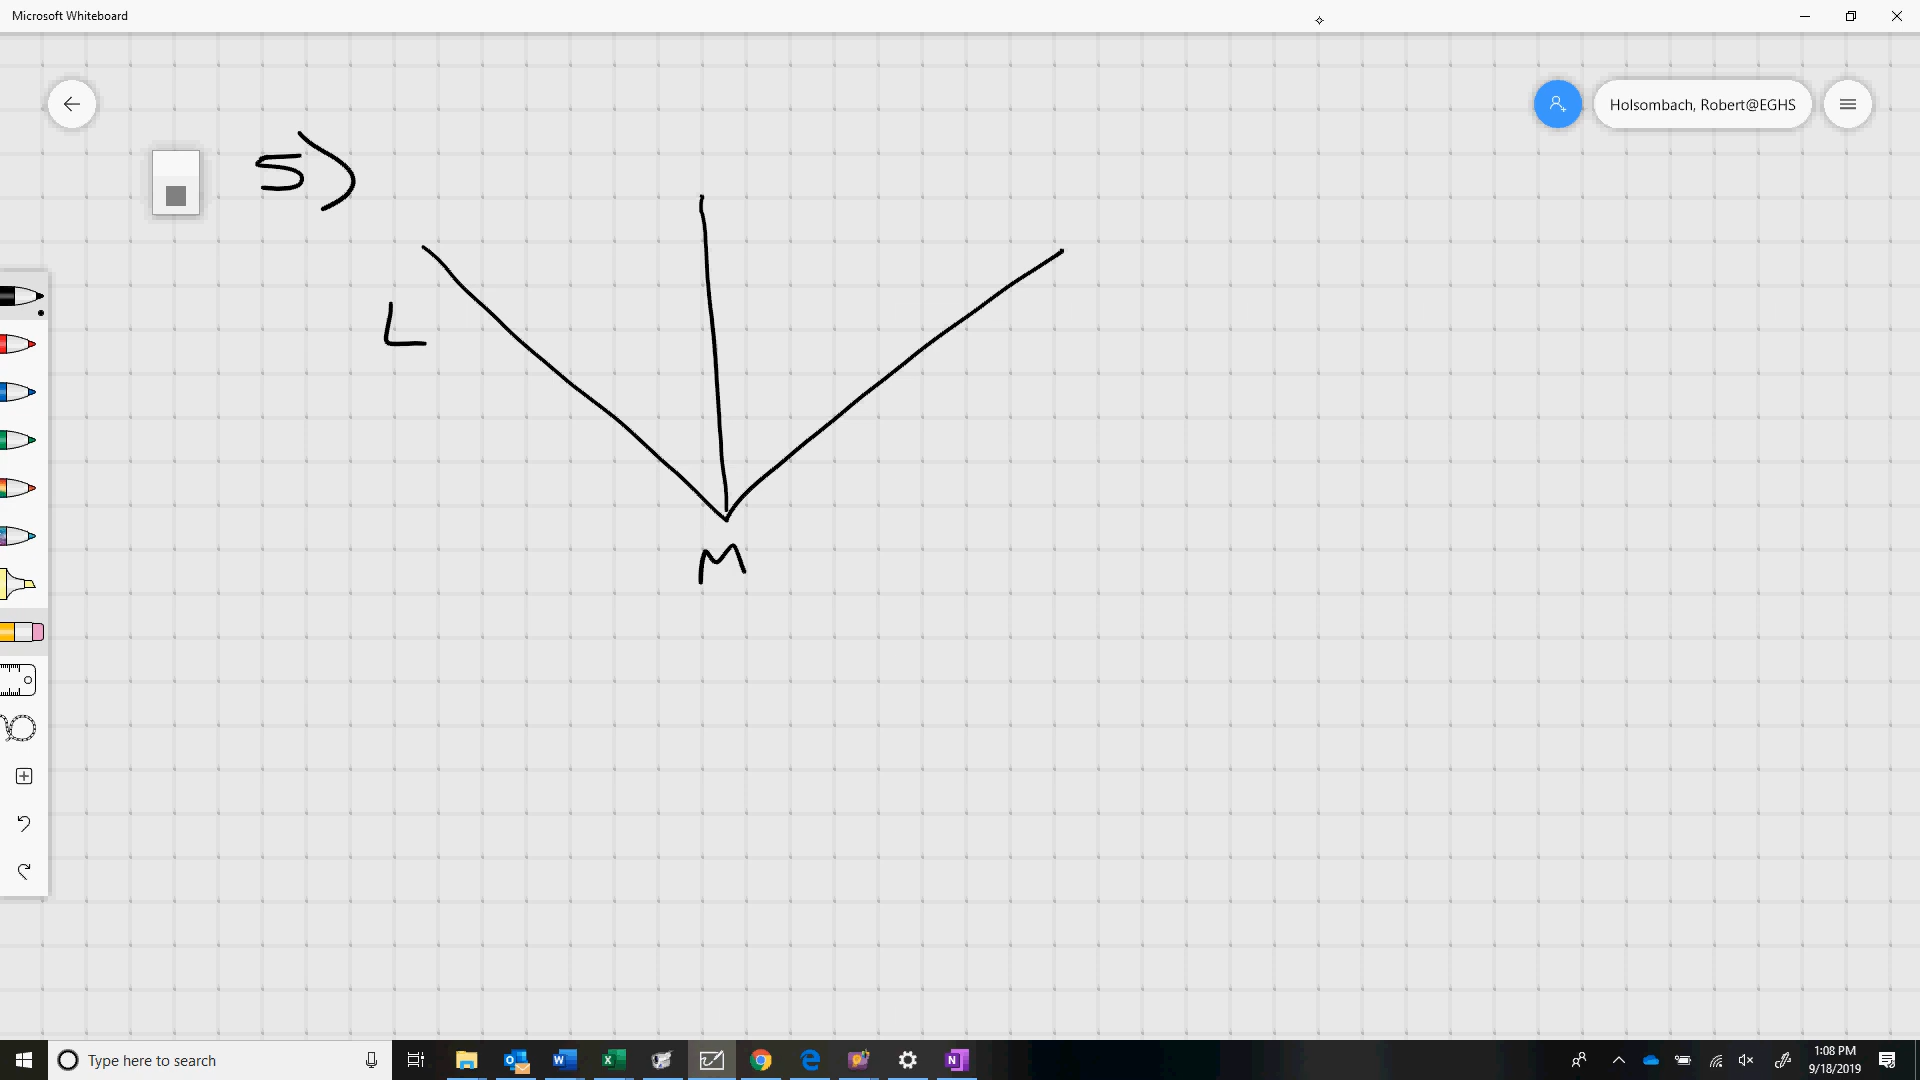 Microsoft Whiteboard
Holsombach, Robert@EGHS
5)
L
M
Type here to search
1:08 PM
9/18/2019